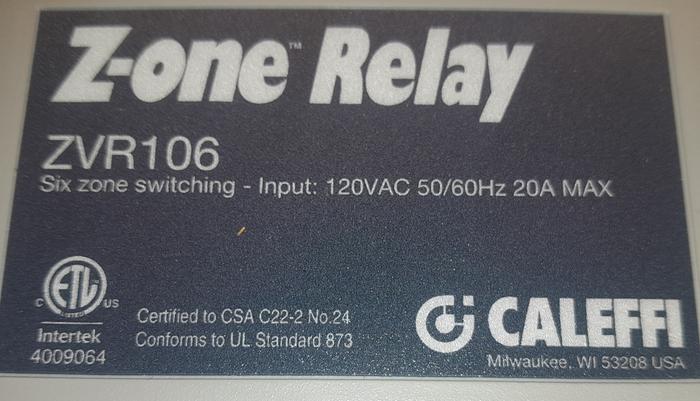 Z-one™ Relay
ZVR106
Six zone switching - Input: 120VAC 50/60Hz 20A MAX
ETL
C US
Intertek
4009064
Certified to CSA C22-2 No.24
Conforms to UL Standard 873
CALEFFI
Milwaukee, WI 53208 USA